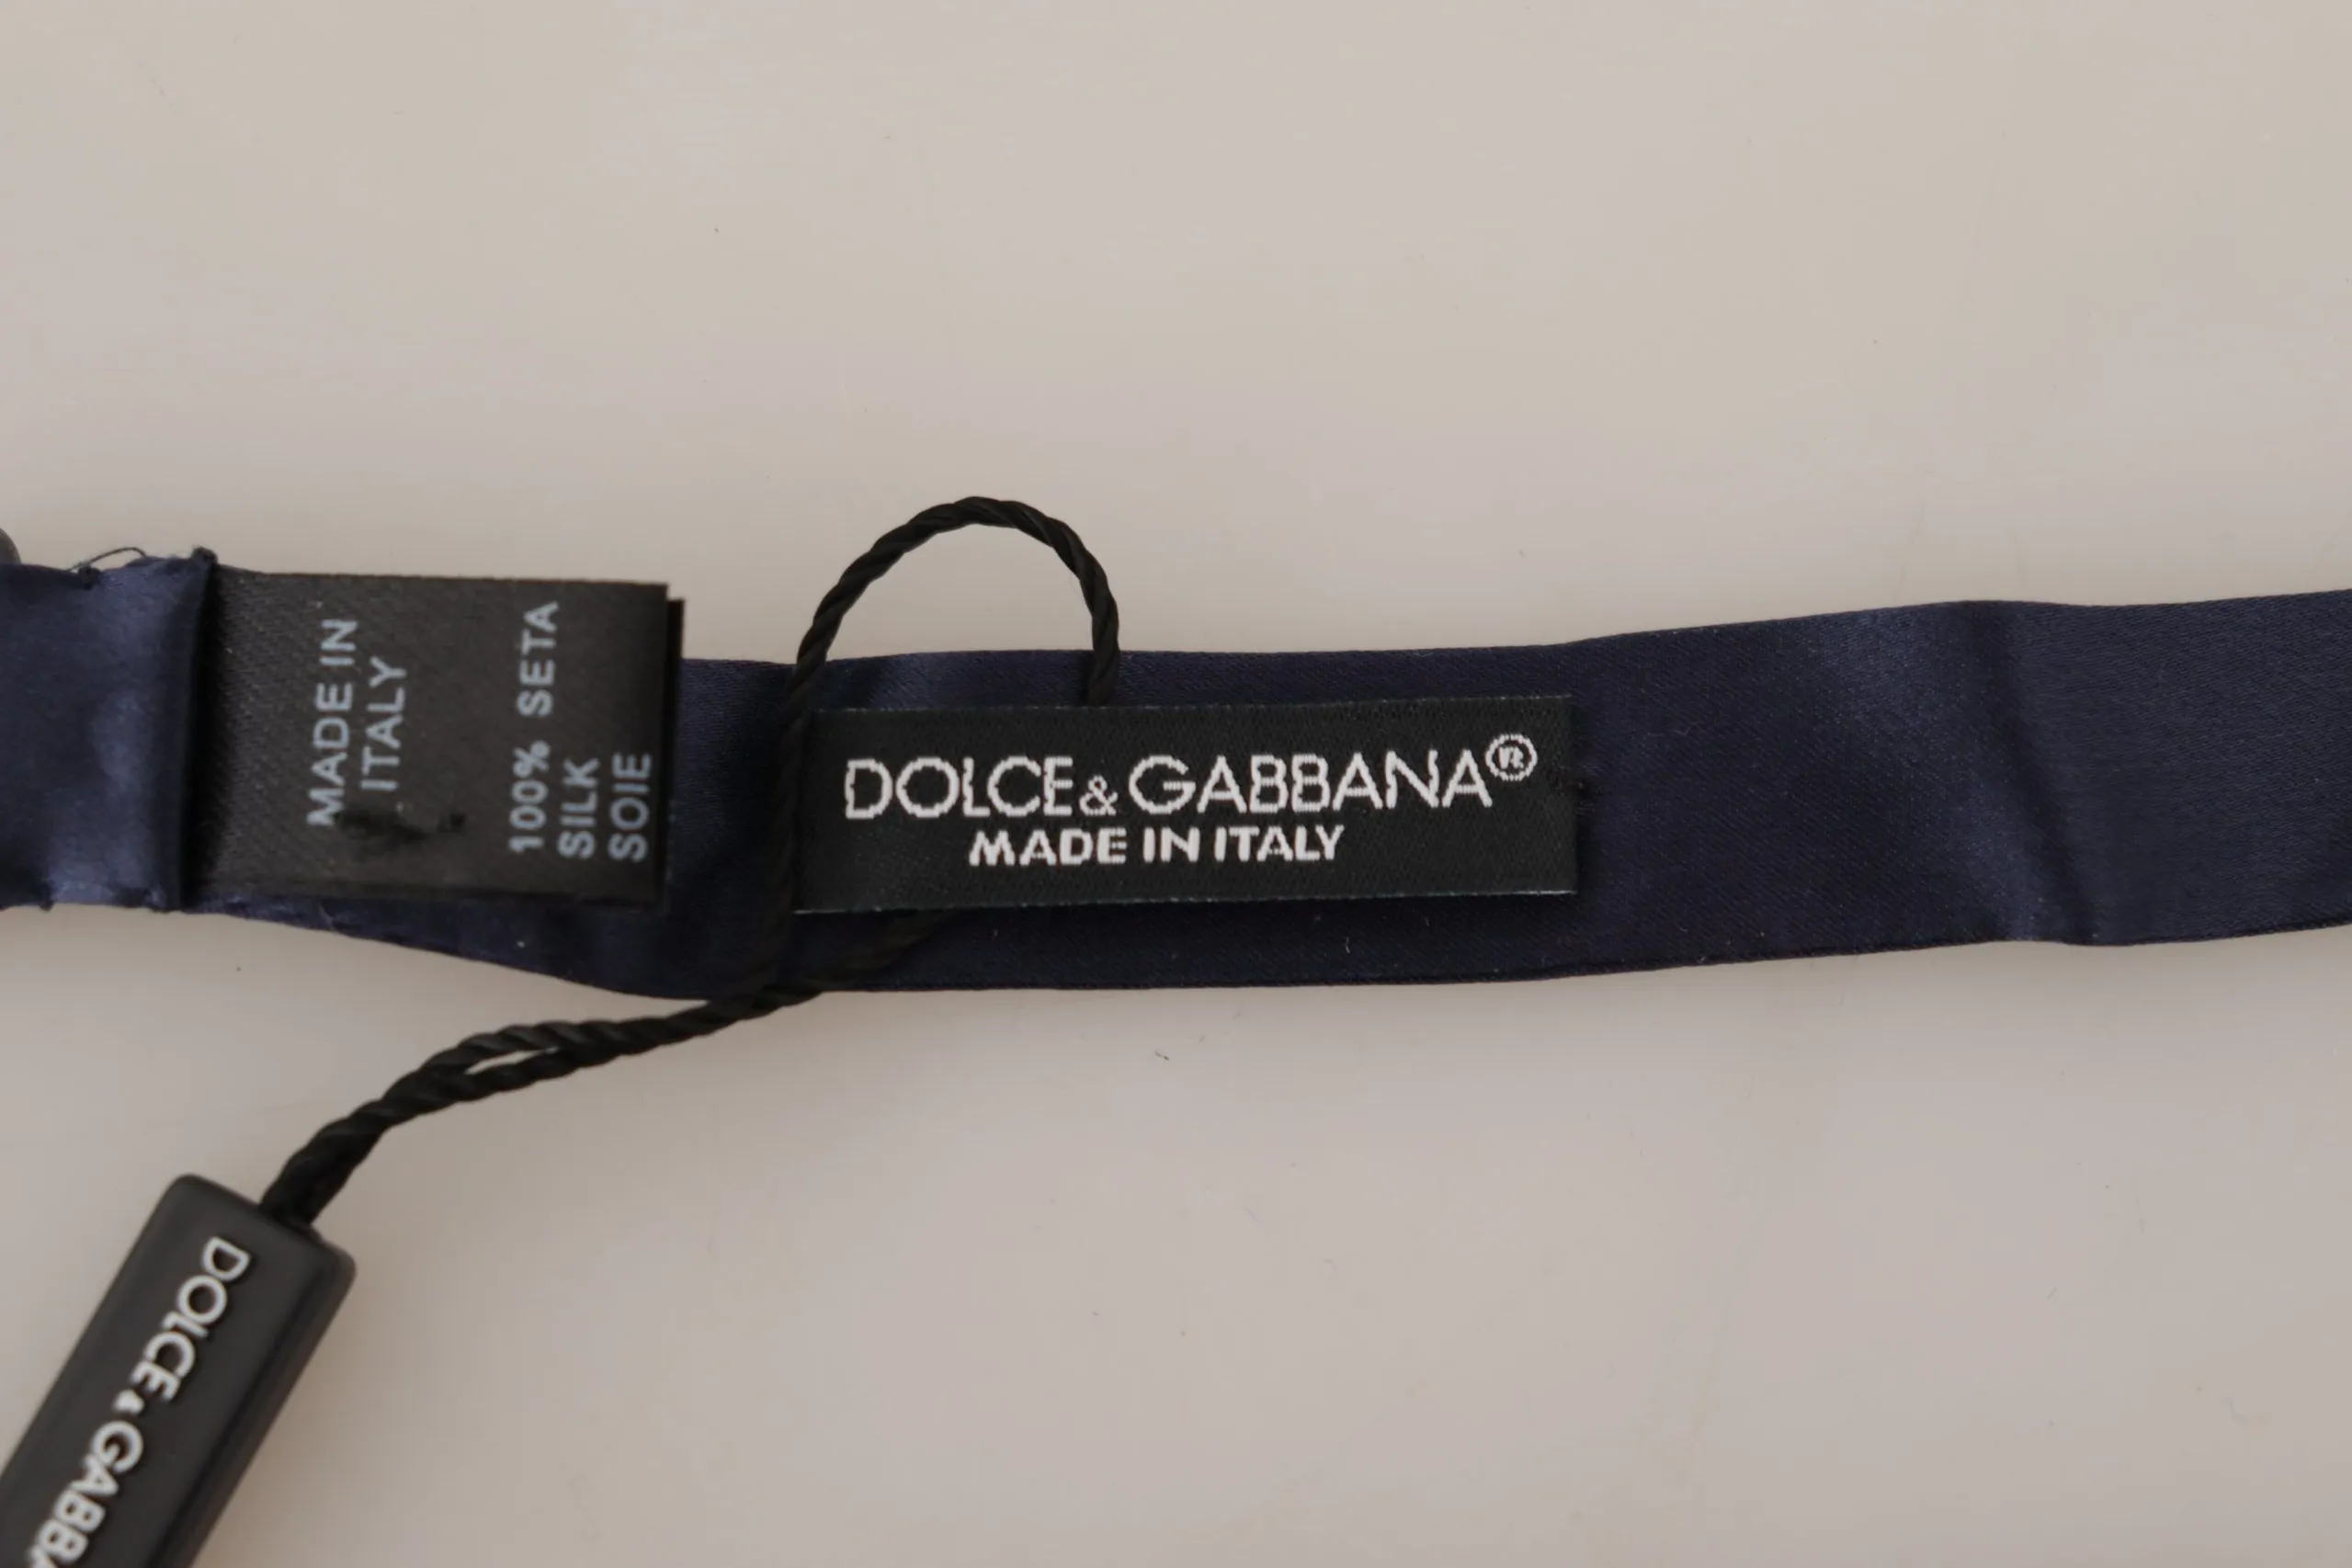 MADE IN
ITALY
100% SETA
SILK
SOIE
DOLCE&GABBANA®
MADE IN ITALY
DOLCE&GABBA